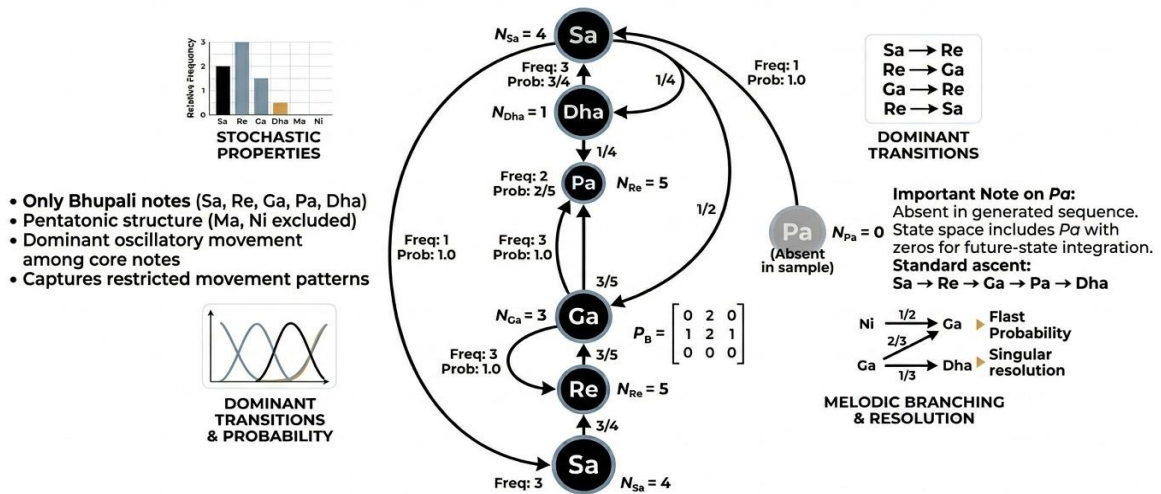 Relative Frequency
3
2
1
0
Sa Re Ga Dha Ma Ni
STOCHASTIC
PROPERTIES
• Only Bhupali notes (Sa, Re, Ga, Pa, Dha)
• Pentatonic structure (Ma, Ni excluded)
• Dominant oscillatory movement
among core notes
• Captures restricted movement patterns
DOMINANT
TRANSITIONS
& PROBABILITY
N_Sa = 4
Sa
Freq: 3
Prob: 3/4
1/4
N_Dha = 1
Dha
1/4
Freq: 2
Prob: 2/5
Pa
N_Re = 5
1/2
Freq: 1
Prob: 1.0
Freq: 3
Prob: 1.0
3/5
N_Ga = 3
Ga
Freq: 3
Prob: 1.0
3/5
Re
N_Re = 5
3/4
Sa
Freq: 3
N_Sa = 4
P_B =
0 2 0
1 2 1
0 0 0
Freq: 1
Prob: 1.0
Pa
N_Pa = 0
(Absent
in sample)
Sa → Re
Re → Ga
Ga → Re
Re → Sa
DOMINANT
TRANSITIONS
Important Note on Pa:
Absent in generated sequence.
State space includes Pa with
zeros for future-state integration.
Standard ascent:
Sa → Re → Ga → Pa → Dha
Ni 1/2 Ga Flast
Probability
2/3
Ga 1/3 Dha Singular
resolution
MELODIC BRANCHING
& RESOLUTION